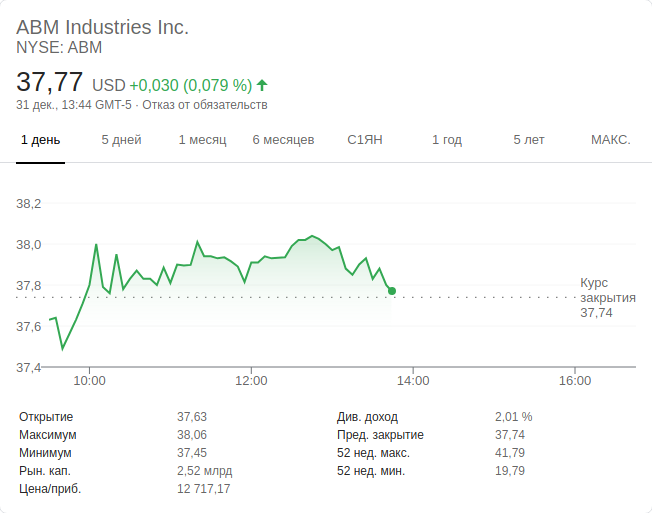 ABM Industries Inc.
NYSE: ABM
37,77 USD +0,030 (0,079 %)
31 дек., 13:44 GMT-5 · Отказ от обязательств
1 день 5 дней 1 месяц 6 месяцев С1ЯН 1 год 5 лет МАКС.
38,2
38,0
37,8
37,6
37,4
Курс
закрытия
37,74
10:00 12:00 14:00 16:00
Открытие 37,63 Див. доход 2,01 %
Максимум 38,06 Пред. закрытие 37,74
Минимум 37,45 52 нед. макс. 41,79
Рын. кап. 2,52 млрд 52 нед. мин. 19,79
Цена/приб. 12 717,17